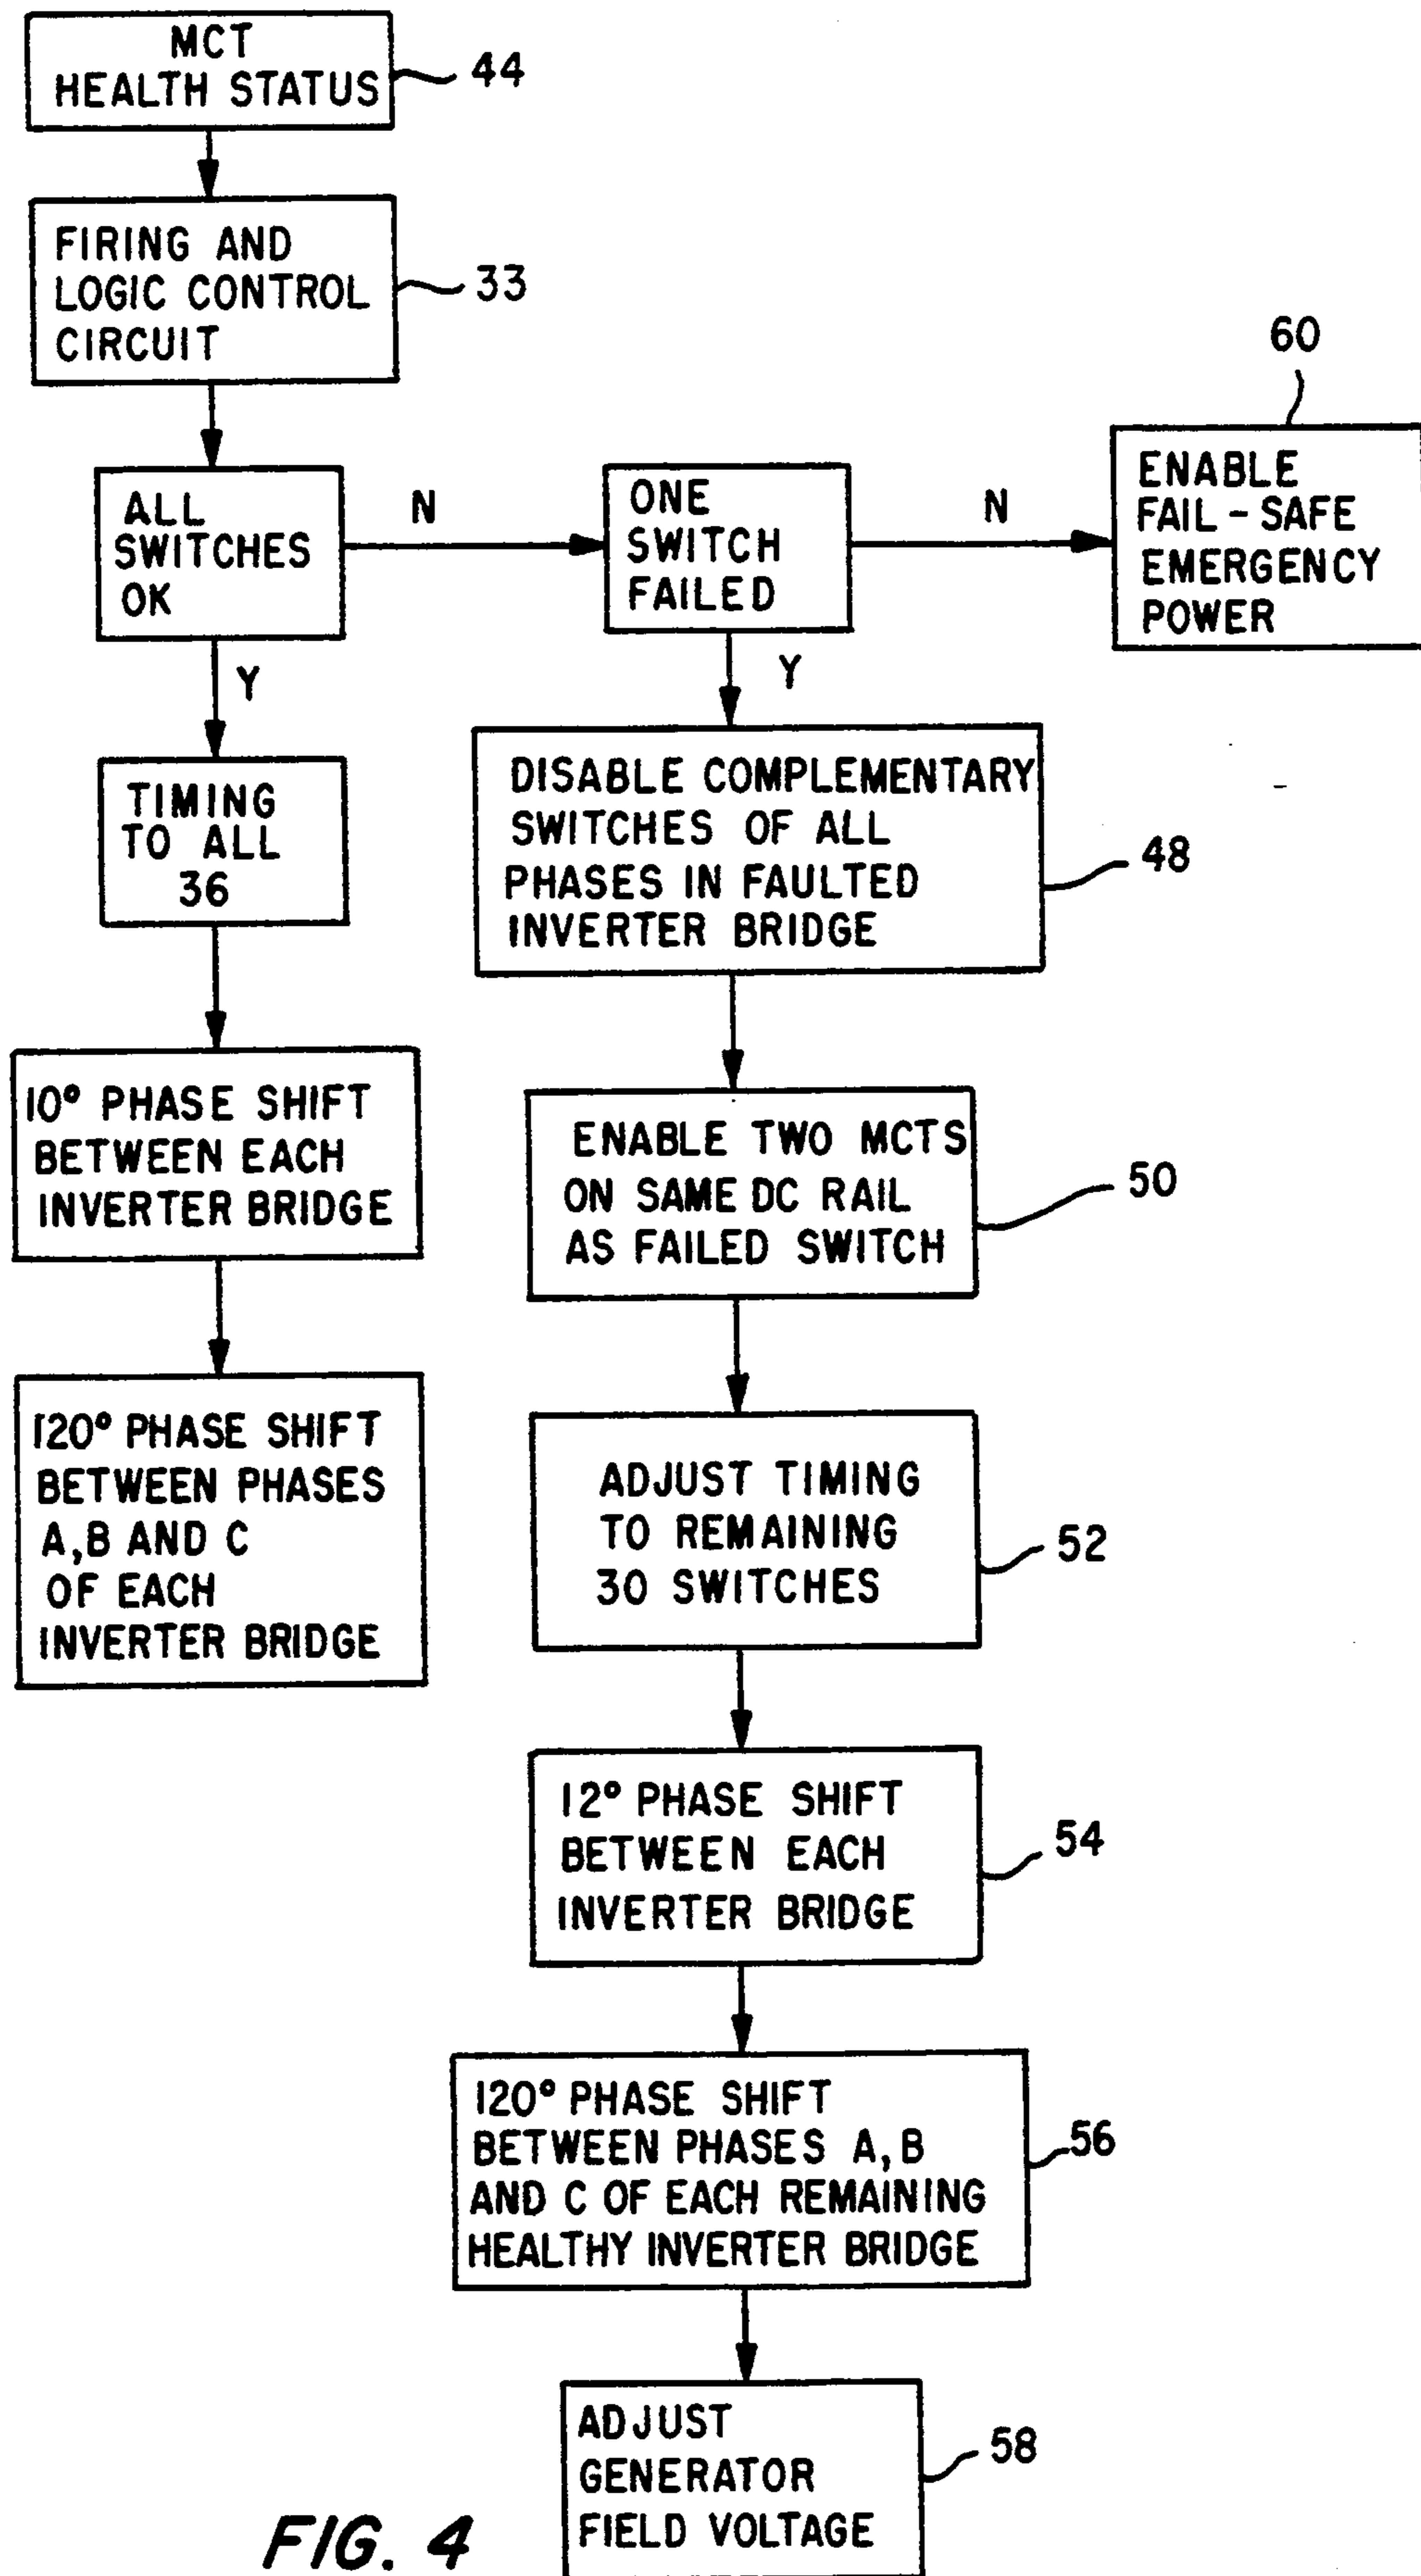 MCT
HEALTH STATUS
44
FIRING AND
LOGIC CONTROL
CIRCUIT
33
ALL
SWITCHES
OK
N
ONE
SWITCH
FAILED
N
60
ENABLE
FAIL-SAFE
EMERGENCY
POWER
Y
TIMING
TO ALL
36
10° PHASE SHIFT
BETWEEN EACH
INVERTER BRIDGE
120° PHASE SHIFT
BETWEEN PHASES
A,B AND C
OF EACH
INVERTER BRIDGE
Y
DISABLE COMPLEMENTARY
SWITCHES OF ALL
PHASES IN FAULTED
INVERTER BRIDGE
48
ENABLE TWO MCTS
ON SAME DC RAIL
AS FAILED SWITCH
50
ADJUST TIMING
TO REMAINING
30 SWITCHES
52
12° PHASE SHIFT
BETWEEN EACH
INVERTER BRIDGE
54
120° PHASE SHIFT
BETWEEN PHASES A,B
AND C OF EACH REMAINING
HEALTHY INVERTER BRIDGE
56
ADJUST
GENERATOR
FIELD VOLTAGE
58
FIG. 4